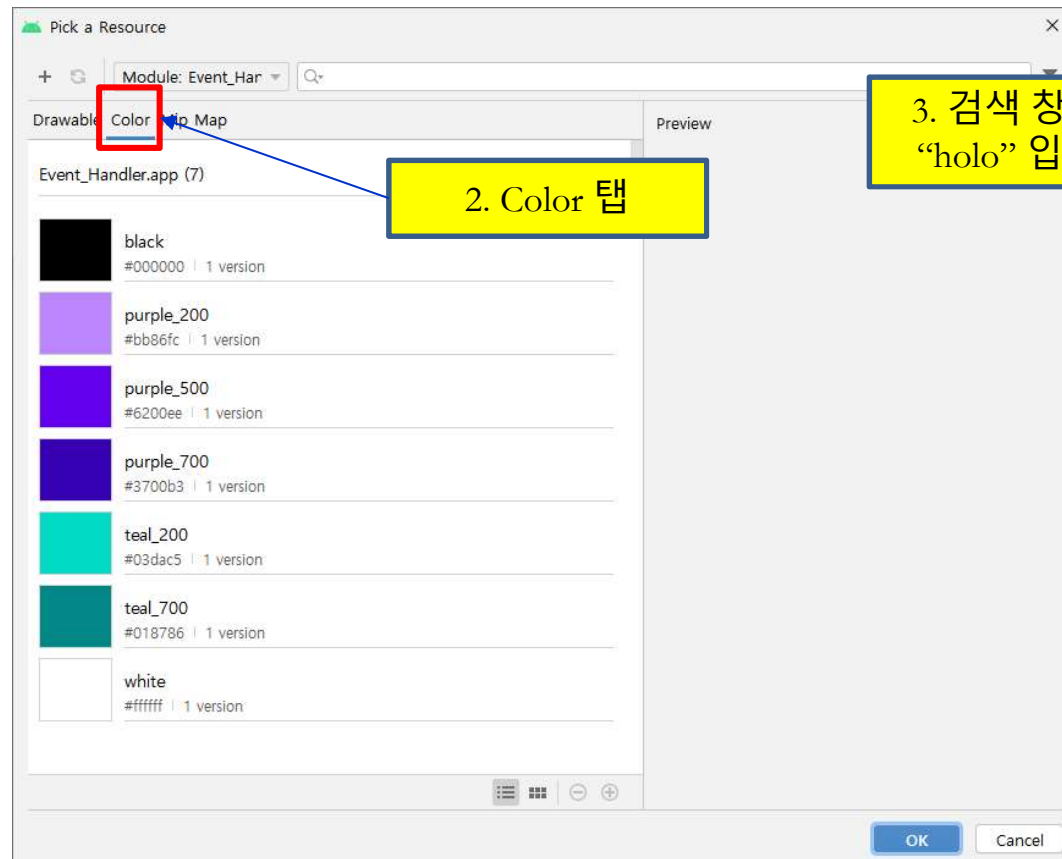 Pick a Resource
Module: Event_Har
Drawable Color Mip Map
Preview
3. 검색 창
“holo” 입
Event_Handler.app (7)
2. Color 탭
black
#000000 | 1 version
purple_200
#bb86fc | 1 version
purple_500
#6200ee | 1 version
purple_700
#3700b3 | 1 version
teal_200
#03dac5 | 1 version
teal_700
#018786 | 1 version
white
#ffffff | 1 version
OK Cancel